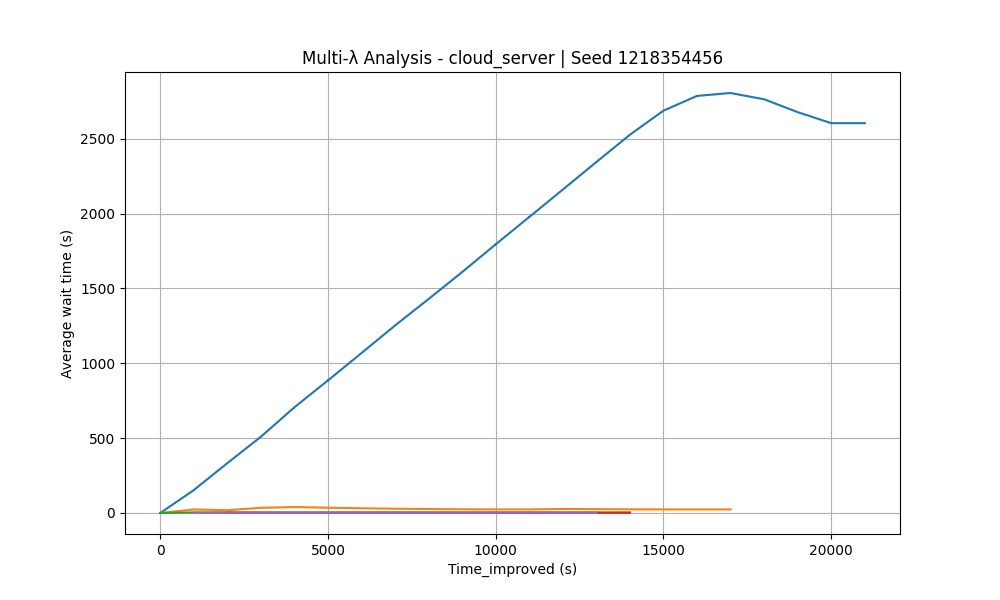 Multi-λ Analysis - cloud_server | Seed 1218354456
Average wait time (s)
2500
2000
1500
1000
500
0
0 5000 10000 15000 20000
Time_improved (s)